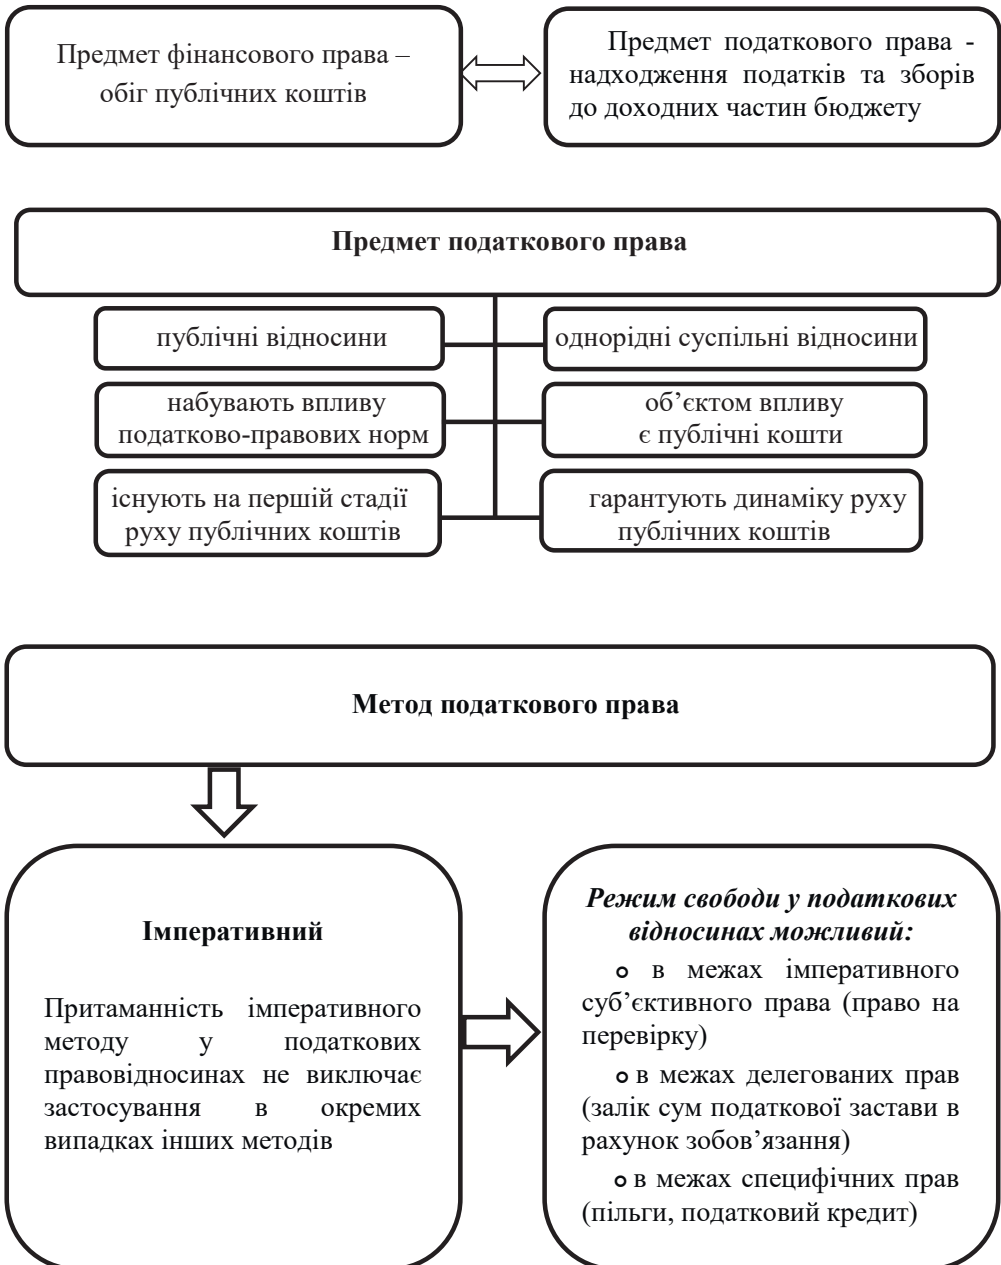 Предмет фінансового права –
обіг публічних коштів
Предмет податкового права -
надходження податків та зборів
до доходних частин бюджету
Предмет податкового права
публічні відносини
однорідні суспільні відносини
набувають впливу
податково-правових норм
об’єктом впливу
є публічні кошти
існують на першій стадії
руху публічних коштів
гарантують динаміку руху
публічних коштів
Метод податкового права
Імперативний
Притаманність імперативного
методу у податкових
правовідносинах не виключає
застосування в окремих
випадках інших методів
Режим свободи у податкових
відносинах можливий:
o в межах імперативного
суб’єктивного права (право на
перевірку)
o в межах делегованих прав
(залік сум податкової застави в
рахунок зобов’язання)
o в межах специфічних прав
(пільги, податковий кредит)